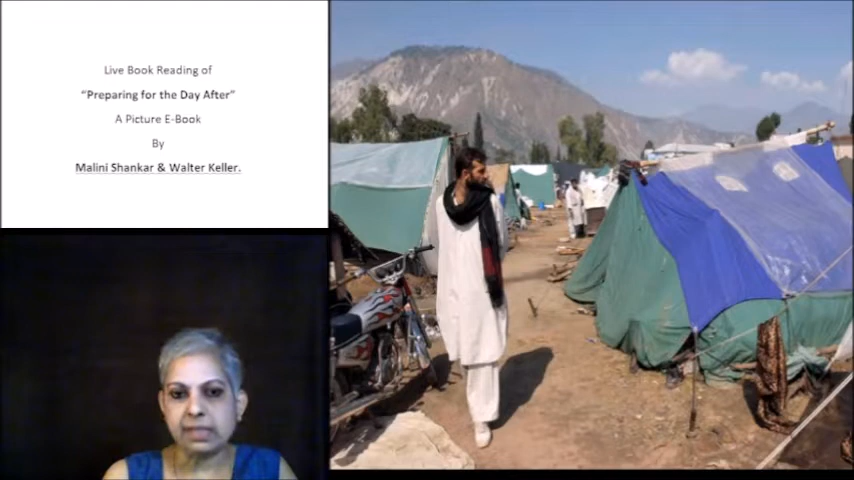 Live Book Reading of
“Preparing for the Day After”
A Picture E-Book
By
Malini Shankar & Walter Keller.